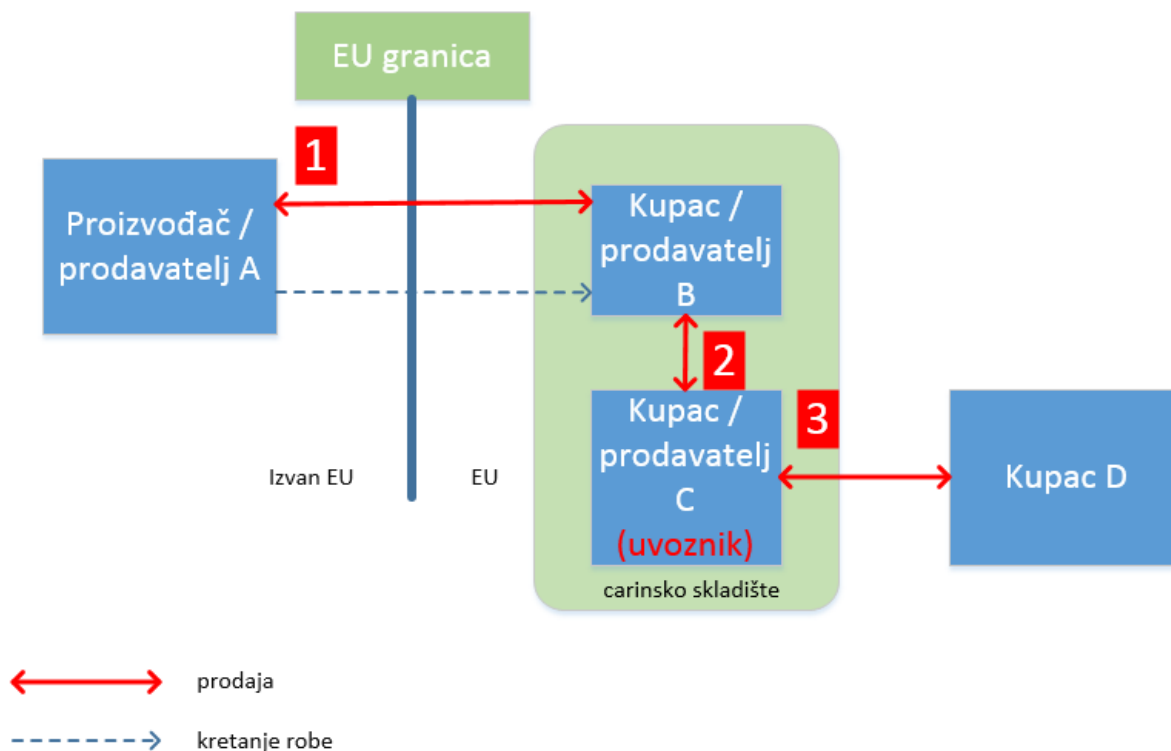 EU granica
1
Proizvođač /
prodavatelj A
Kupac /
prodavatelj
B
2
Kupac /
prodavatelj
C
(uvoznik)
3
Kupac D
Izvan EU
EU
carinsko skladište
prodaja
kretanje robe